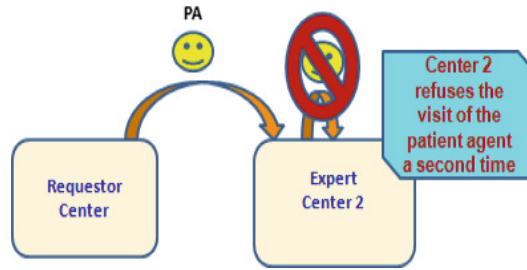 PA
Center 2
refuses the
visit of the
patient agent
a second time
Requestor
Center
Expert
Center 2